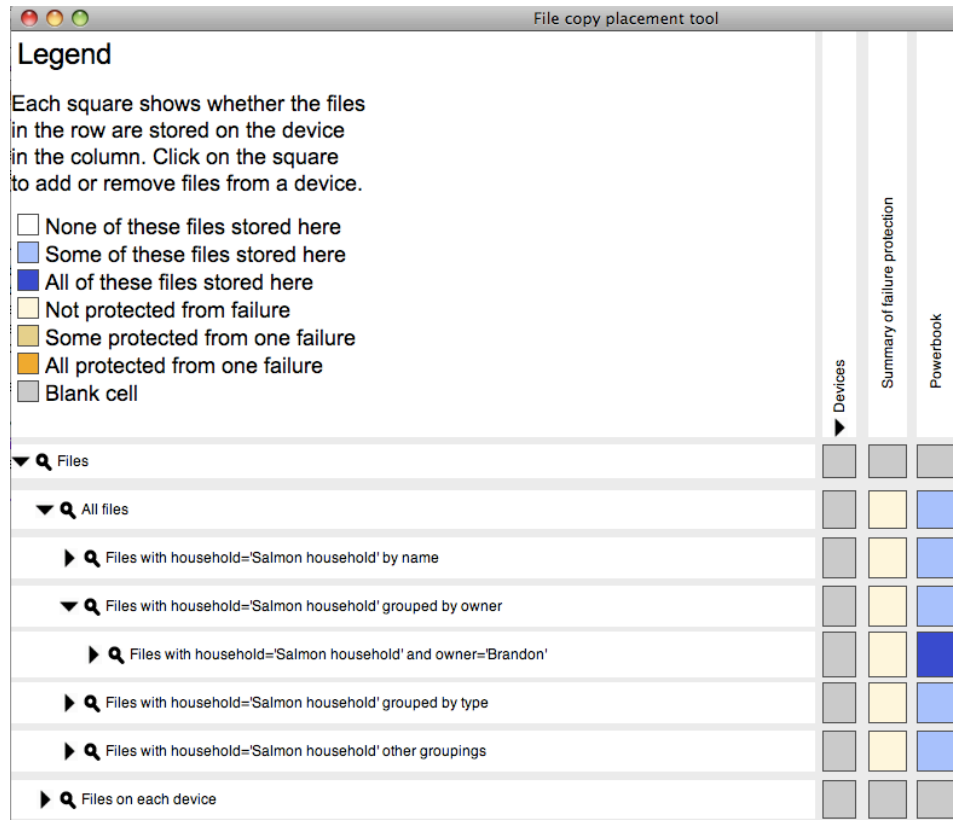 File copy placement tool
Legend
Each square shows whether the files
in the row are stored on the device
in the column. Click on the square
to add or remove files from a device.
None of these files stored here
Some of these files stored here
All of these files stored here
Not protected from failure
Some protected from one failure
All protected from one failure
Blank cell
Devices
Summary of failure protection
Powerbook
Files
All files
Files with household='Salmon household' by name
Files with household='Salmon household' grouped by owner
Files with household='Salmon household' and owner='Brandon'
Files with household='Salmon household' grouped by type
Files with household='Salmon household' other groupings
Files on each device